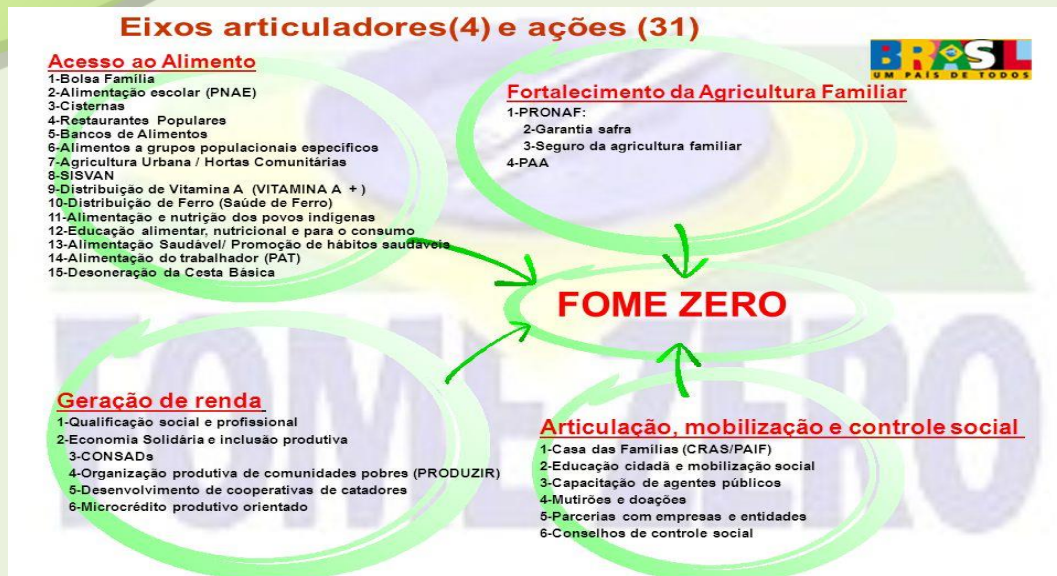 Eixos articuladores(4) e ações (31)
Acesso ao Alimento
1-Bolsa Família
2-Alimentação escolar (PNAE)
3-Cisternas
4-Restaurantes Populares
5-Bancos de Alimentos
6-Alimentos a grupos populacionais específicos
7-Agricultura Urbana / Hortas Comunitárias
8-SISVAN
9-Distribuição de Vitamina A (VITAMINA A + )
10-Distribuição de Ferro (Saúde de Ferro)
11-Alimentação e nutrição dos povos indígenas
12-Educação alimentar, nutricional e para o consumo
13-Alimentação Saudável/ Promoção de hábitos saudáveis
14-Alimentação do trabalhador (PAT)
15-Desoneração da Cesta Básica
BRASIL
UM PAÍS DE TODOS
Fortalecimento da Agricultura Familiar
1-PRONAF:
2-Garantia safra
3-Seguro da agricultura familiar
4-PAA
FOME ZERO
FOME ZERO
Geração de renda
1-Qualificação social e profissional
2-Economia Solidária e inclusão produtiva
3-CONSADs
4-Organização produtiva de comunidades pobres (PRODUZIR)
5-Desenvolvimento de cooperativas de catadores
6-Microcrédito produtivo orientado
Articulação, mobilização e controle social
1-Casa das Famílias (CRAS/PAIF)
2-Educação cidadã e mobilização social
3-Capacitação de agentes públicos
4-Mutirões e doações
5-Parcerias com empresas e entidades
6-Conselhos de controle social